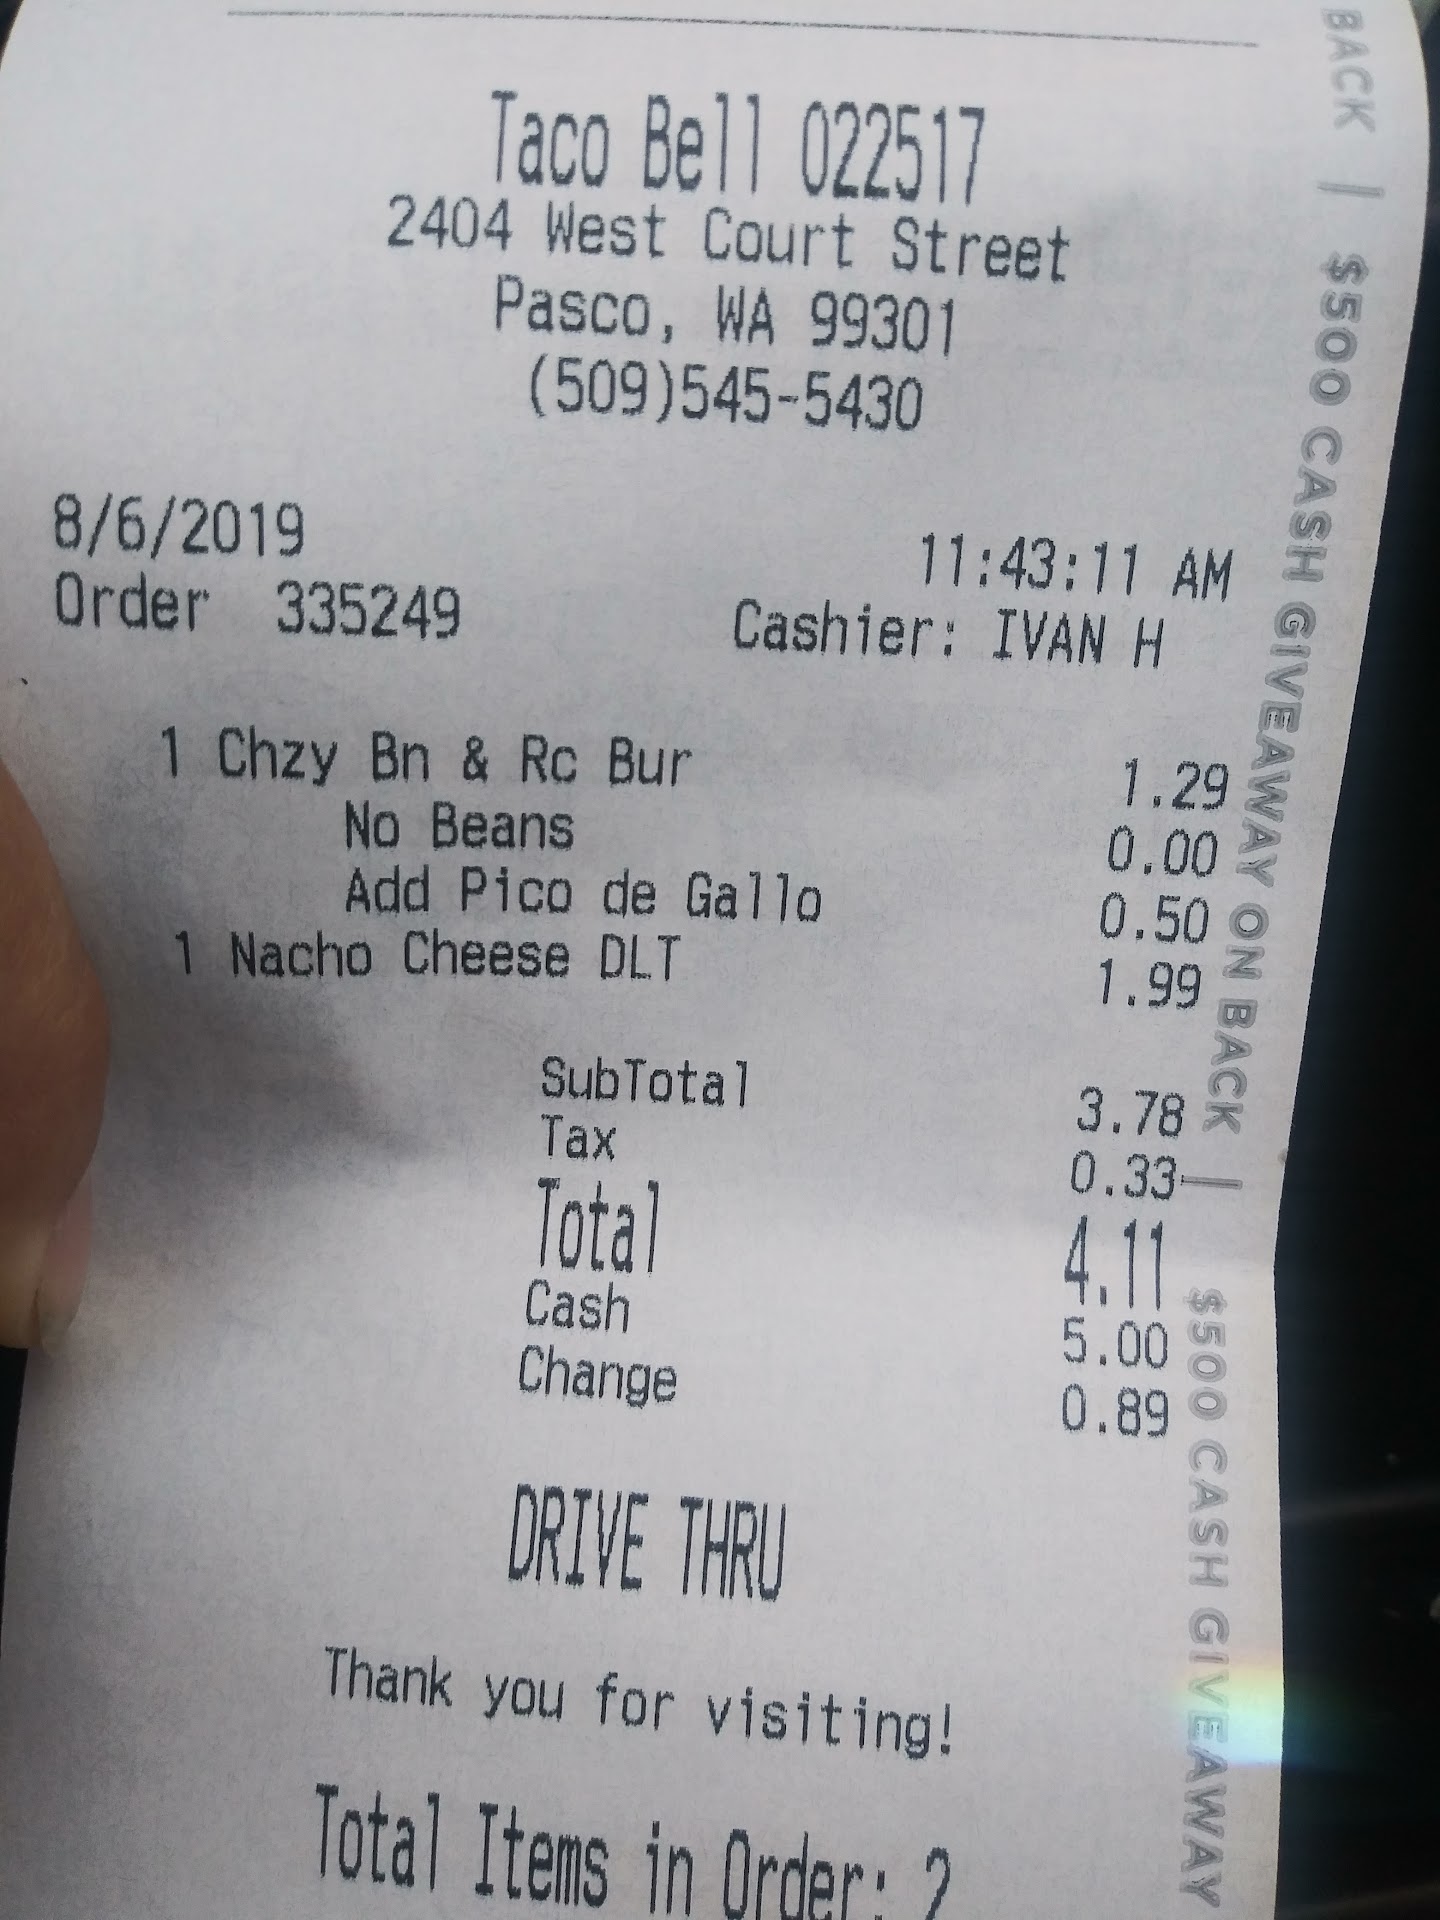 Taco Bell 022517
2404 West Court Street
Pasco, WA 99301
(509)545-5430
8/6/2019 11:43:11 AM
Order 335249 Cashier: IVAN H
1 Chzy Bn & Rc Bur 1.29
No Beans 0.00
Add Pico de Gallo 0.50
1 Nacho Cheese DLT 1.99
SubTotal 3.78
Tax 0.33
Total 4.11
Cash 5.00
Change 0.89
DRIVE THRU
Thank you for visiting!
Total Items in Order: 2
BACK | $500 CASH GIVEAWAY ON BACK | $500 CASH GIVEAWAY